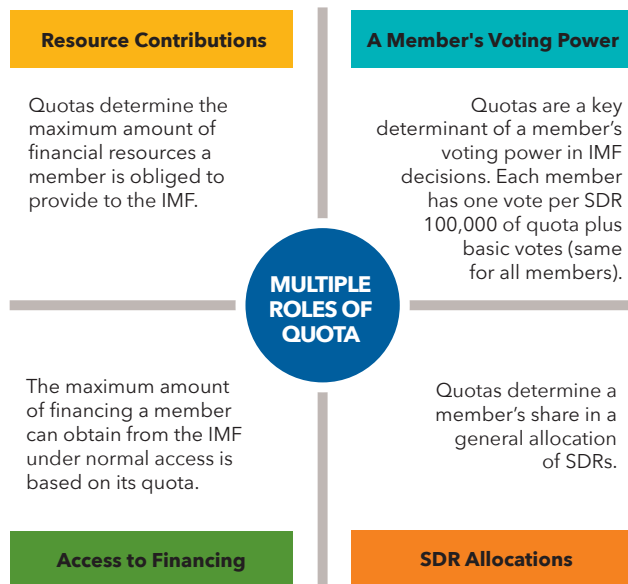 Resource Contributions
Quotas determine the
maximum amount of
financial resources a
member is obliged to
provide to the IMF.
A Member's Voting Power
Quotas are a key
determinant of a member’s
voting power in IMF
decisions. Each member
has one vote per SDR
100,000 of quota plus
basic votes (same
for all members).
MULTIPLE
ROLES OF
QUOTA
The maximum amount
of financing a member
can obtain from the IMF
under normal access is
based on its quota.
Access to Financing
Quotas determine a
member’s share in a
general allocation
of SDRs.
SDR Allocations